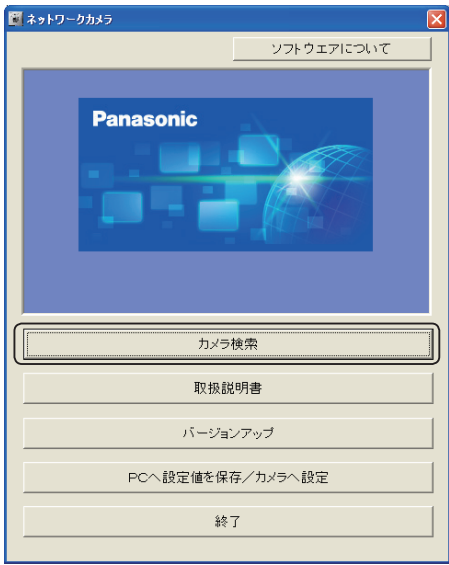 ネットワークカメラ
ソフトウエアについて
Panasonic
カメラ検索
取扱説明書
バージョンアップ
PCへ設定値を保存／カメラへ設定
終了